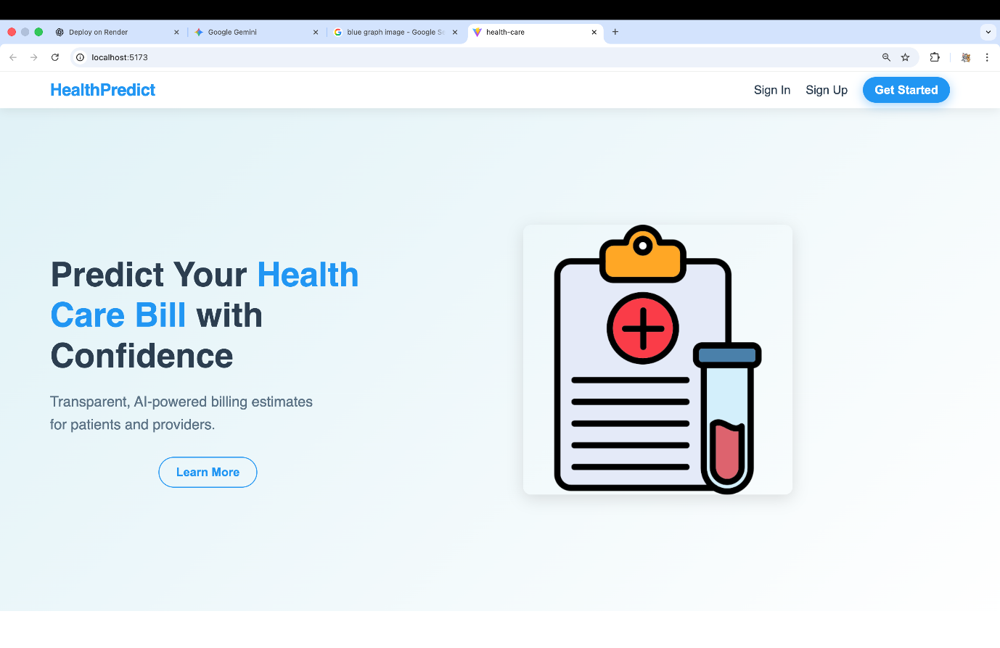 Deploy on Render
Google Gemini
blue graph image - Google Se
health-care
localhost:5173
HealthPredict
Sign In
Sign Up
Get Started
Predict Your Health
Care Bill with
Confidence
Transparent, AI-powered billing estimates
for patients and providers.
Learn More